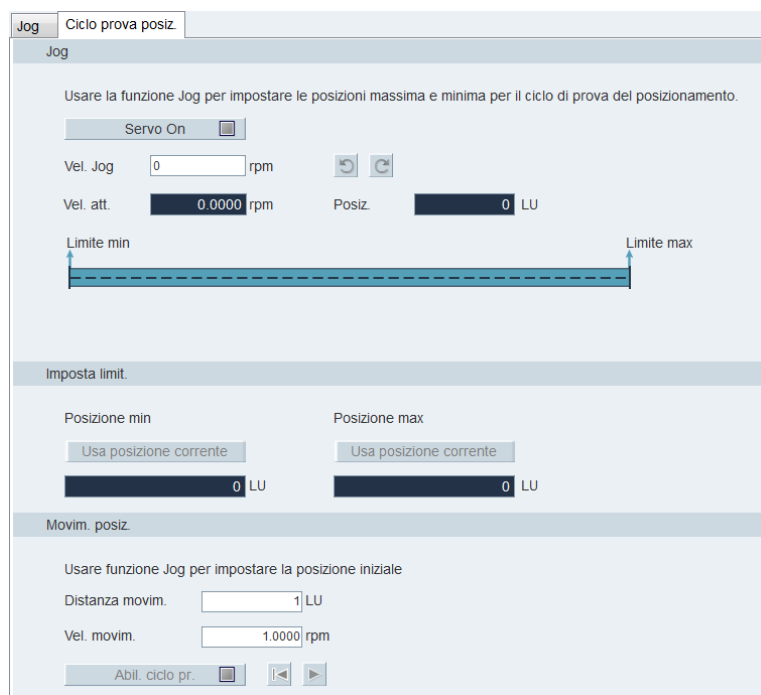 Jog Ciclo prova posiz.
Jog
Usare la funzione Jog per impostare le posizioni massima e minima per il ciclo di prova del posizionamento.
Servo On
Vel. Jog 0 rpm
Vel. att. 0.0000 rpm Posiz. 0 LU
Limite min Limite max
Imposta limit.
Posizione min Posizione max
Usa posizione corrente Usa posizione corrente
0 LU 0 LU
Movim. posiz.
Usare funzione Jog per impostare la posizione iniziale
Distanza movim. 1 LU
Vel. movim. 1.0000 rpm
Abil. ciclo pr.